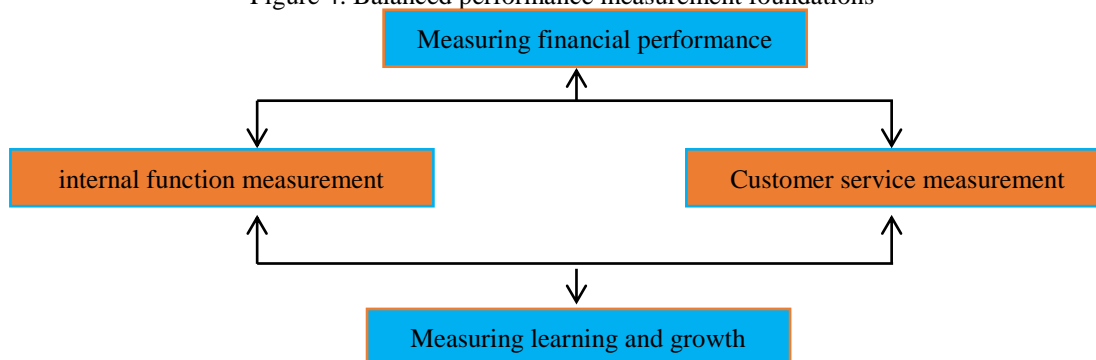 Figure 4. Balanced performance measurement foundations
Measuring financial performance
internal function measurement
Customer service measurement
Measuring learning and growth